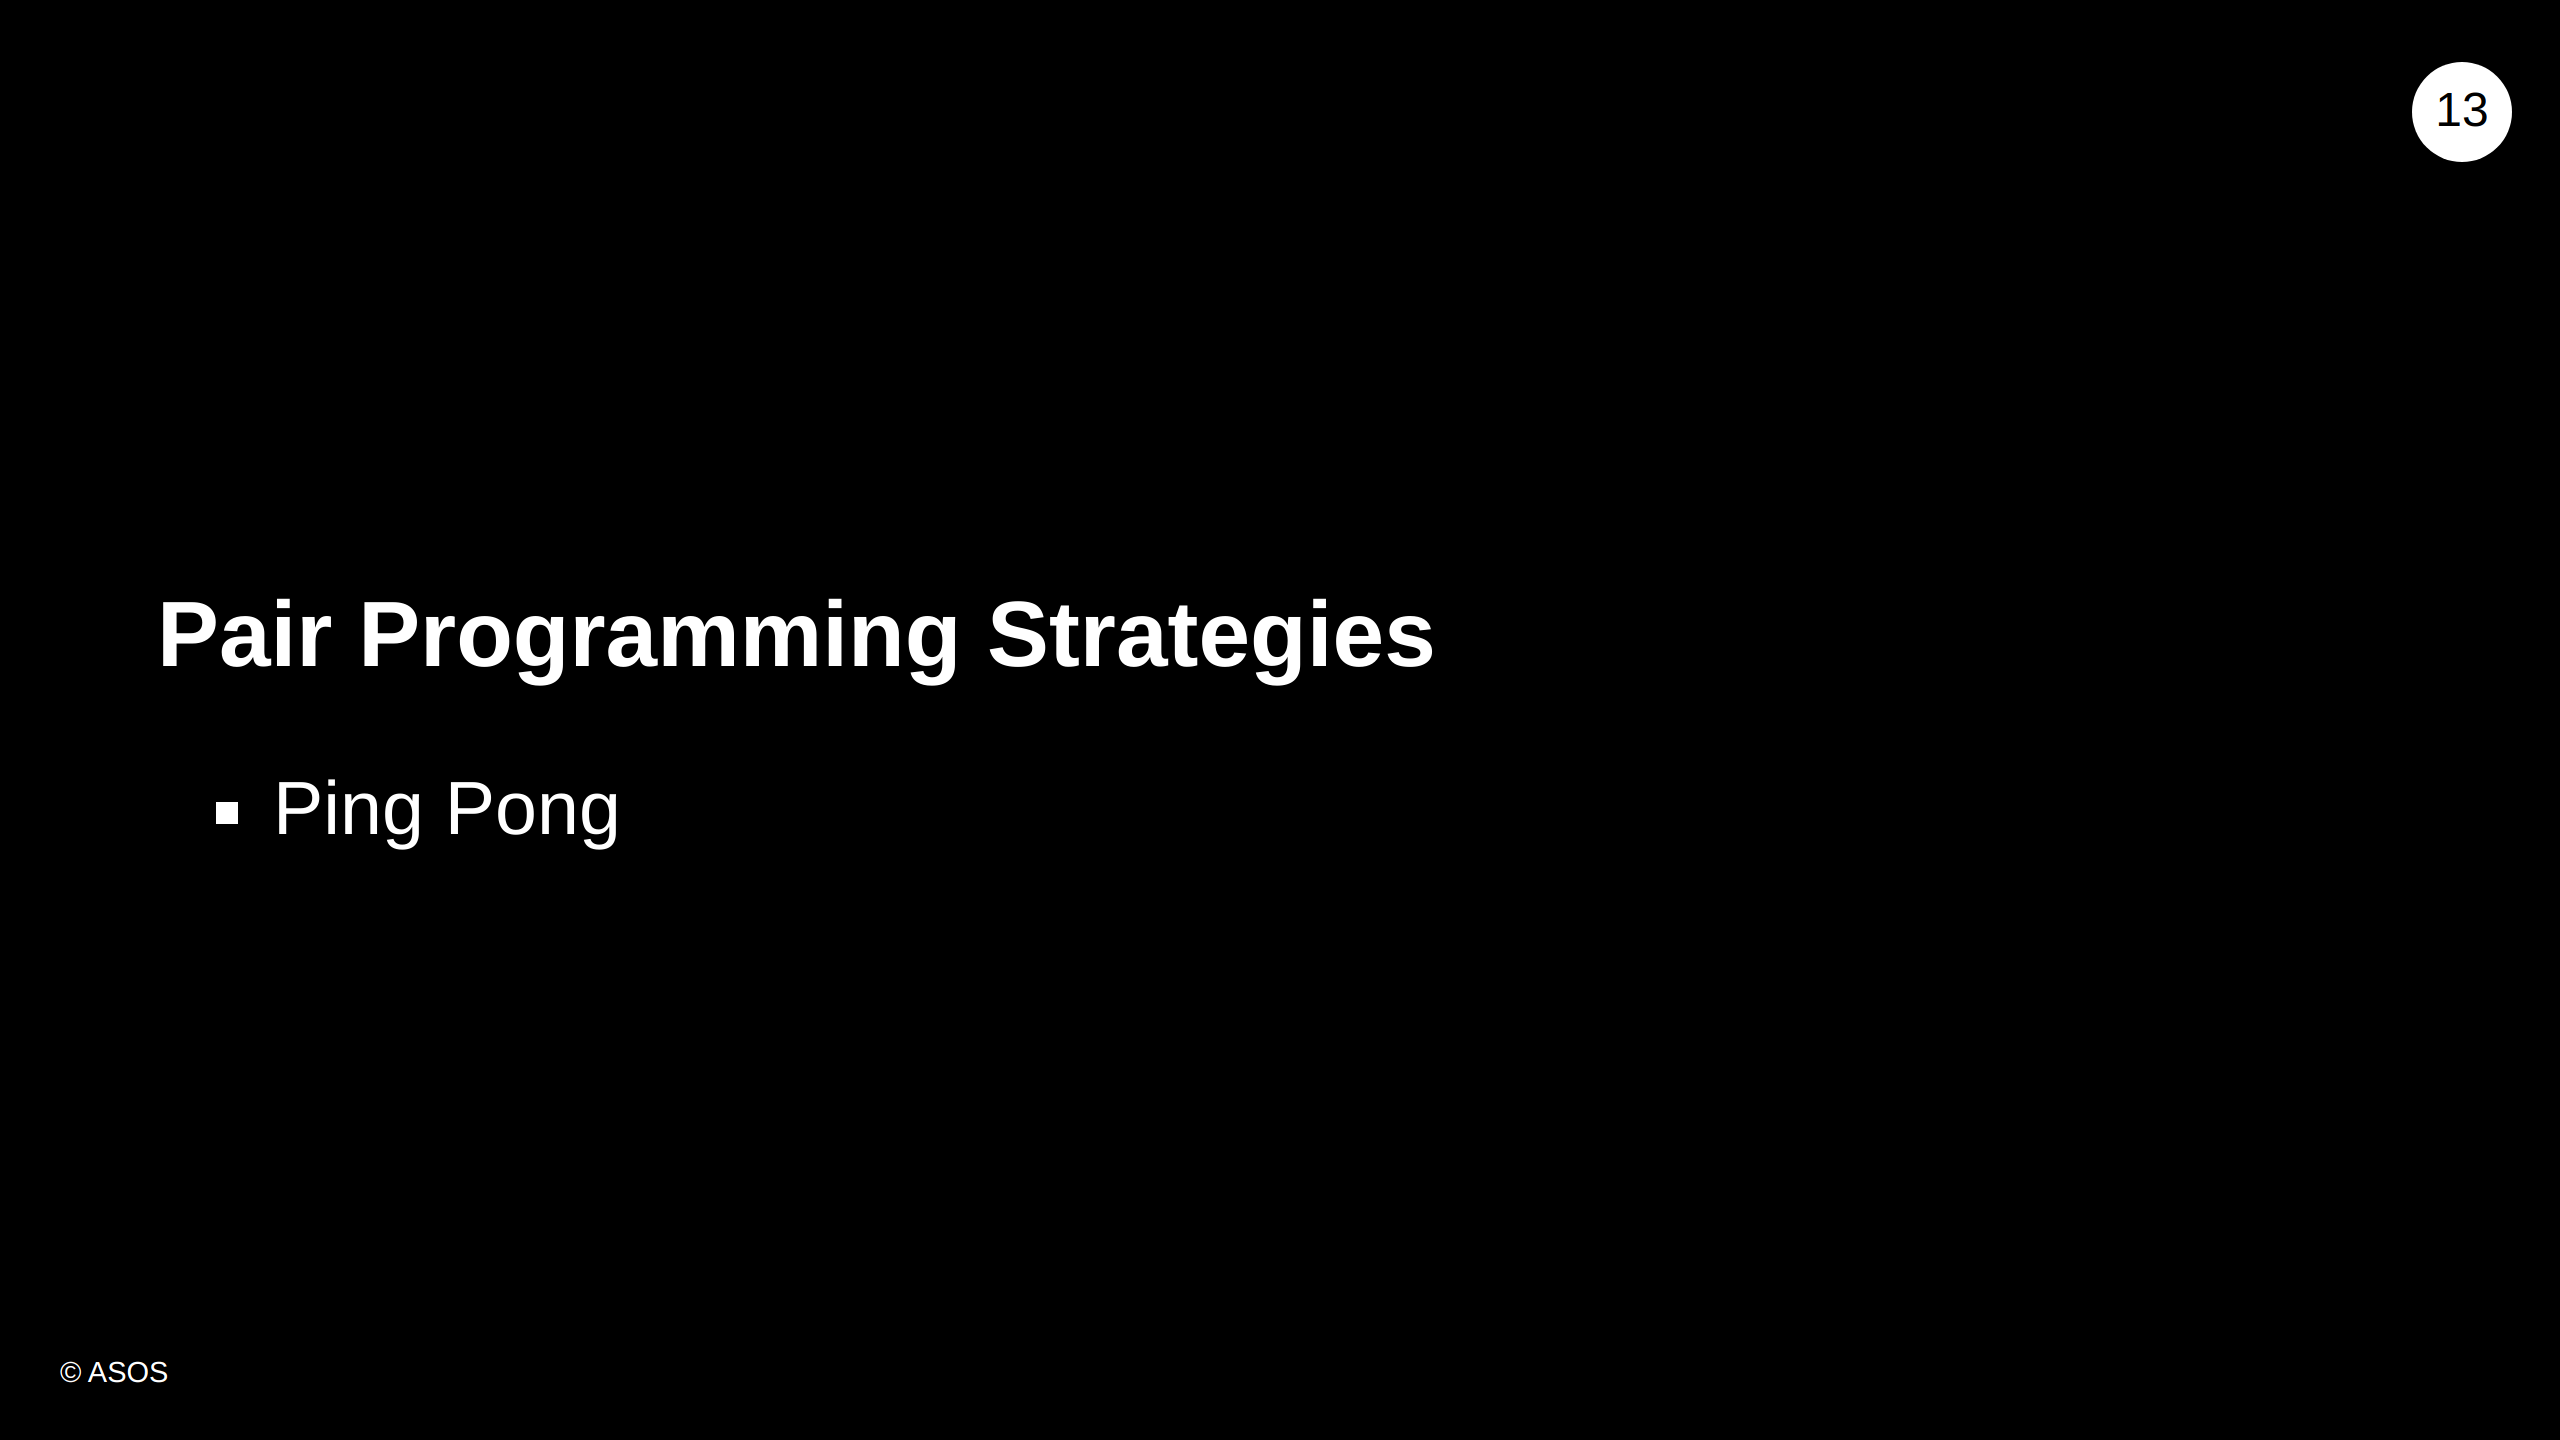 13
Pair Programming Strategies
▪ Ping Pong
© ASOS